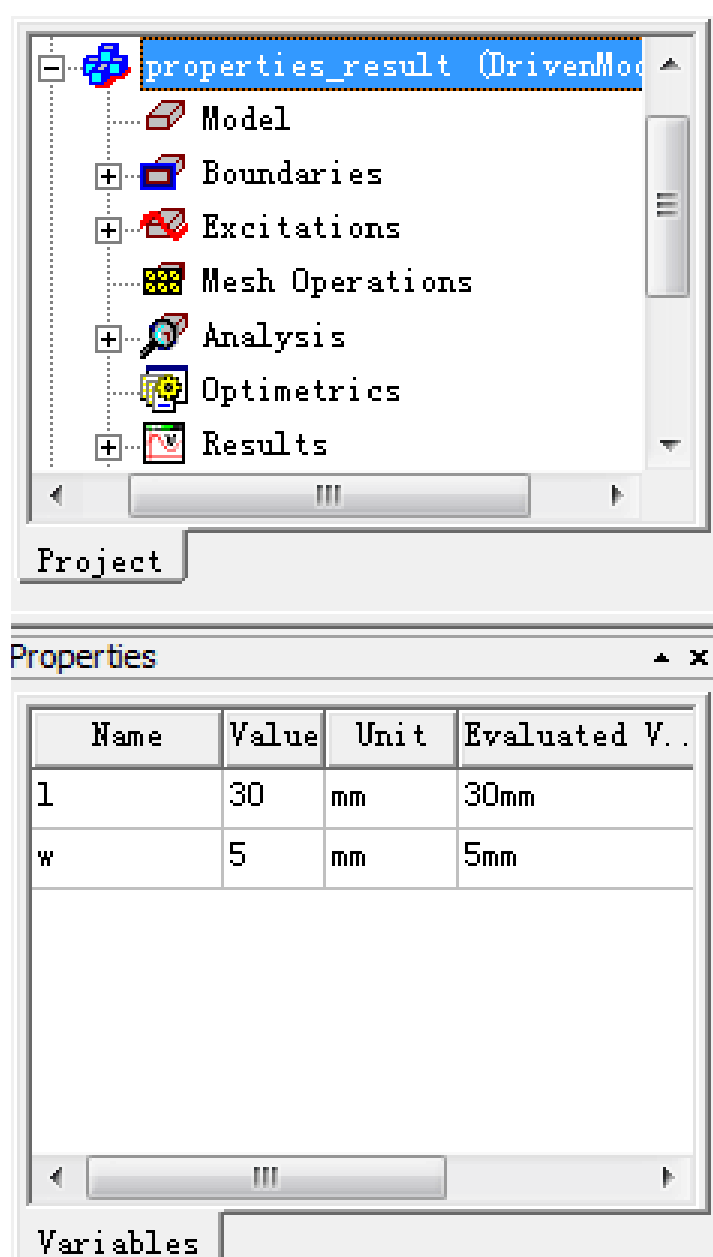 properties_result (DrivenMod
Model
Boundaries
Excitations
Mesh Operations
Analysis
Optimetrics
Results
Project
Properties
Name Value Unit Evaluated V..
l 30 mm 30mm
w 5 mm 5mm
Variables